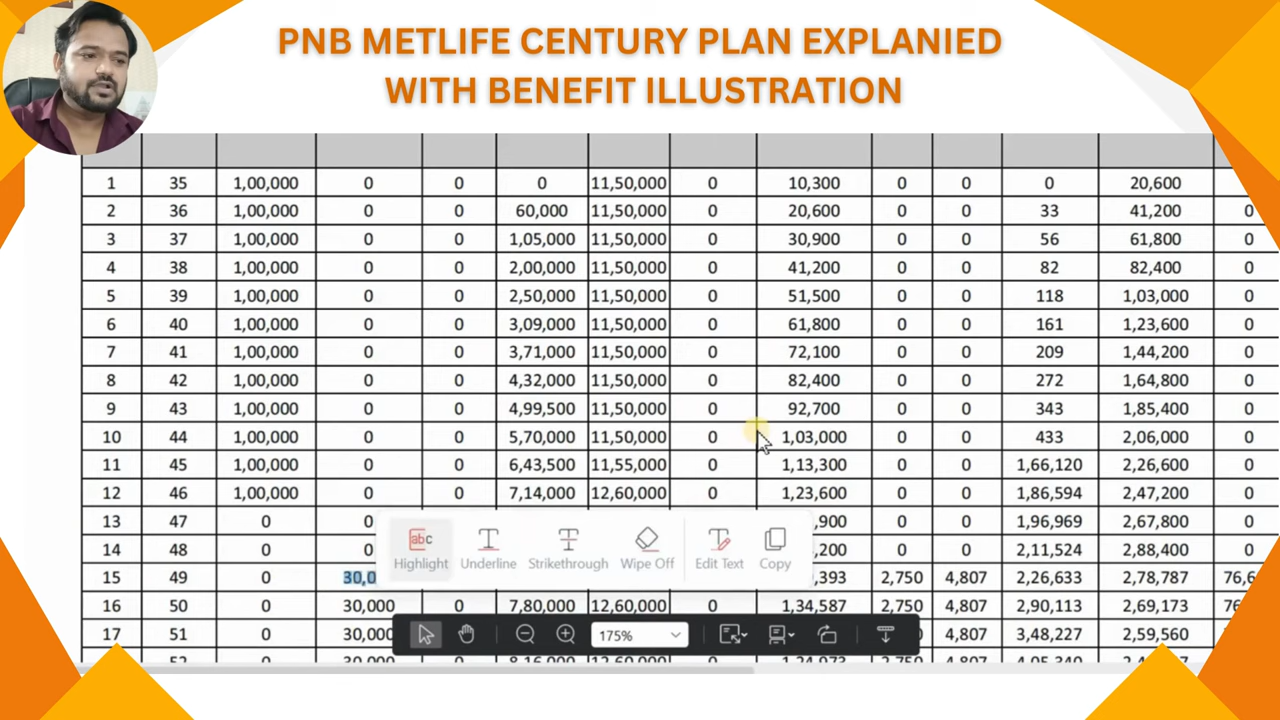 PNB METLIFE CENTURY PLAN EXPLANIED
WITH BENEFIT ILLUSTRATION
1 35 1,00,000 0 0 0 11,50,000 0 10,300 0 0 0 20,600
2 36 1,00,000 0 0 60,000 11,50,000 0 20,600 0 0 33 41,200 0
3 37 1,00,000 0 0 1,05,000 11,50,000 0 30,900 0 0 56 61,800 0
4 38 1,00,000 0 0 2,00,000 11,50,000 0 41,200 0 0 82 82,400 0
5 39 1,00,000 0 0 2,50,000 11,50,000 0 51,500 0 0 118 1,03,000 0
6 40 1,00,000 0 0 3,09,000 11,50,000 0 61,800 0 0 161 1,23,600 0
7 41 1,00,000 0 0 3,71,000 11,50,000 0 72,100 0 0 209 1,44,200 0
8 42 1,00,000 0 0 4,32,000 11,50,000 0 82,400 0 0 272 1,64,800 0
9 43 1,00,000 0 0 4,99,500 11,50,000 0 92,700 0 0 343 1,85,400 0
10 44 1,00,000 0 0 5,70,000 11,50,000 0 1,03,000 0 0 433 2,06,000 0
11 45 1,00,000 0 0 6,43,500 11,55,000 0 1,13,300 0 0 1,66,120 2,26,600 0
12 46 1,00,000 0 0 7,14,000 12,60,000 0 1,23,600 0 0 1,86,594 2,47,200 0
13 47 0 0 ,900 0 0 1,96,969 2,67,800 0
14 48 0 0 ,200 0 0 2,11,524 2,88,400 0
15 49 0 30,0 ,393 2,750 4,807 2,26,633 2,78,787 76,6
16 50 0 30,000 0 7,80,000 12,60,000 0 1,34,587 2,750 4,807 2,90,113 2,69,173 76
17 51 0 30,000 0 4,807 3,48,227 2,59,560
Highlight Underline Strikethrough Wipe Off Edit Text Copy
175%